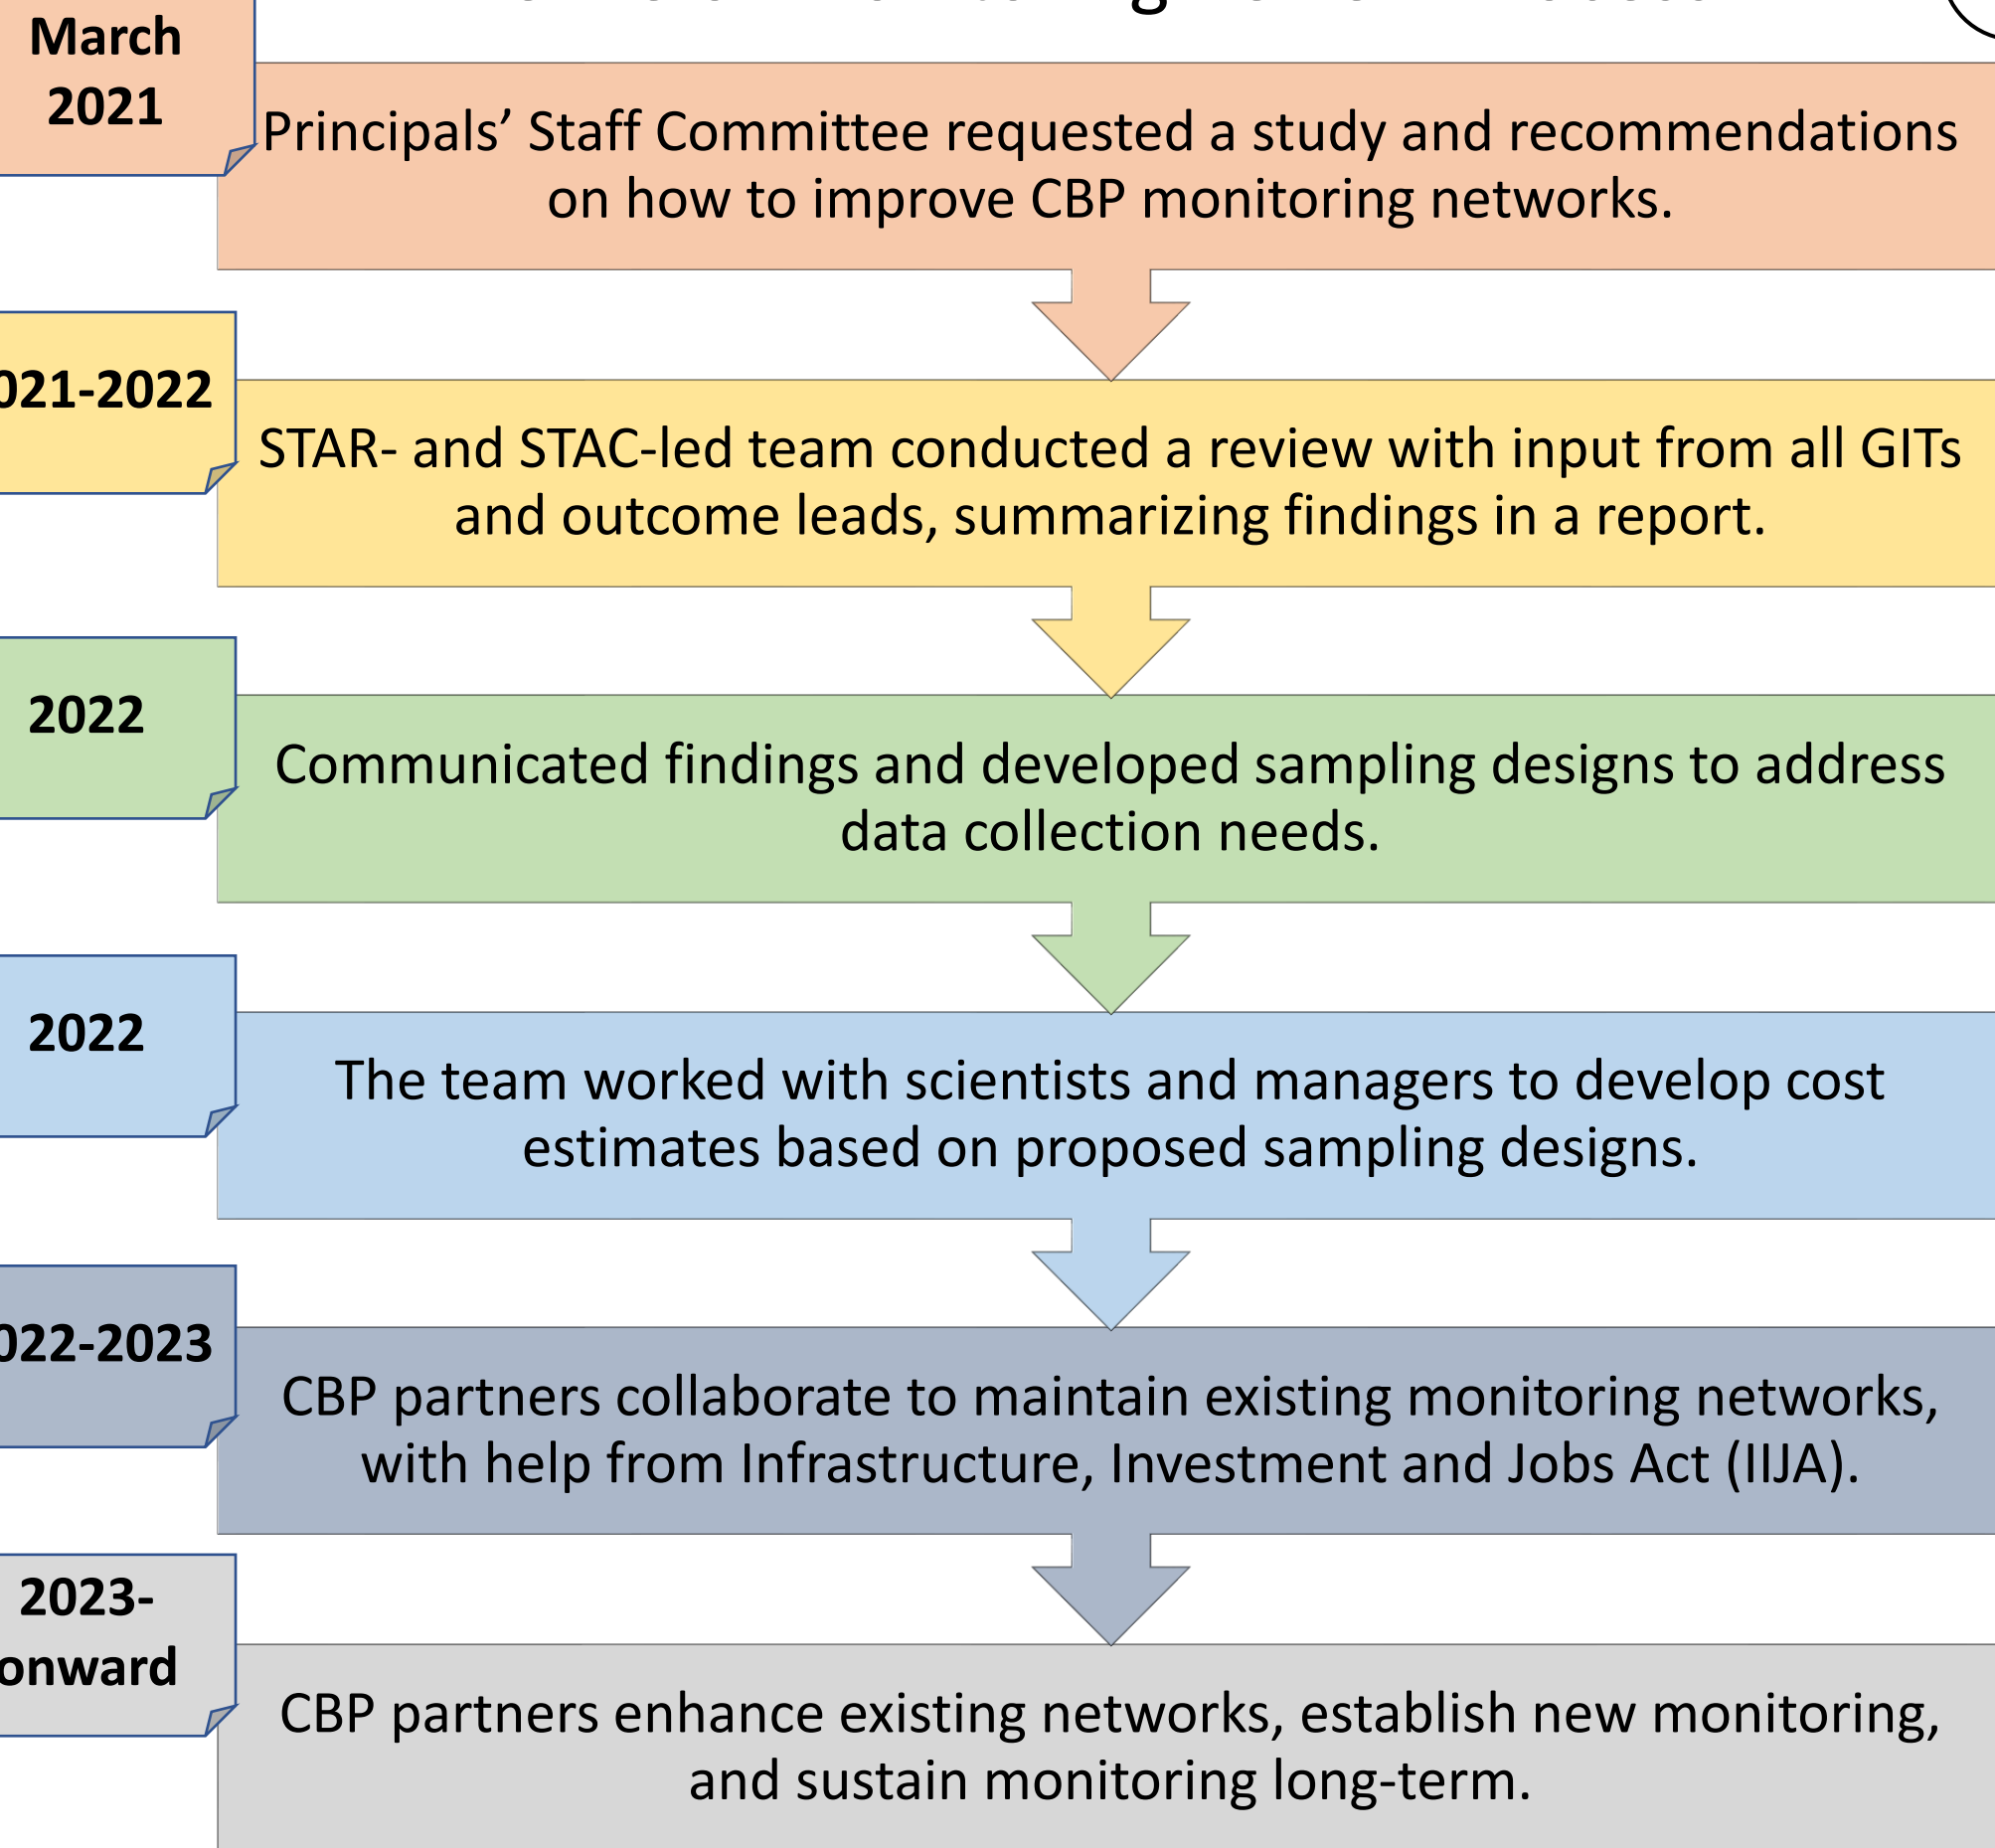 March
2021
Principals’ Staff Committee requested a study and recommendations
on how to improve CBP monitoring networks.
021-2022
STAR- and STAC-led team conducted a review with input from all GITs
and outcome leads, summarizing findings in a report.
2022
Communicated findings and developed sampling designs to address
data collection needs.
2022
The team worked with scientists and managers to develop cost
estimates based on proposed sampling designs.
022-2023
CBP partners collaborate to maintain existing monitoring networks,
with help from Infrastructure, Investment and Jobs Act (IIJA).
2023-
onward
CBP partners enhance existing networks, establish new monitoring,
and sustain monitoring long-term.